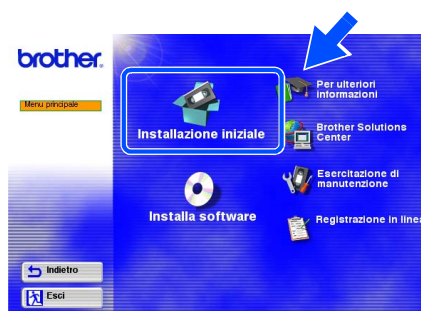 brother.
Menu principale
Installazione iniziale
Installa software
Per ulteriori
informazioni
Brother Solutions
Center
Esercitazione di
manutenzione
Registrazione in linea
Indietro
Esci